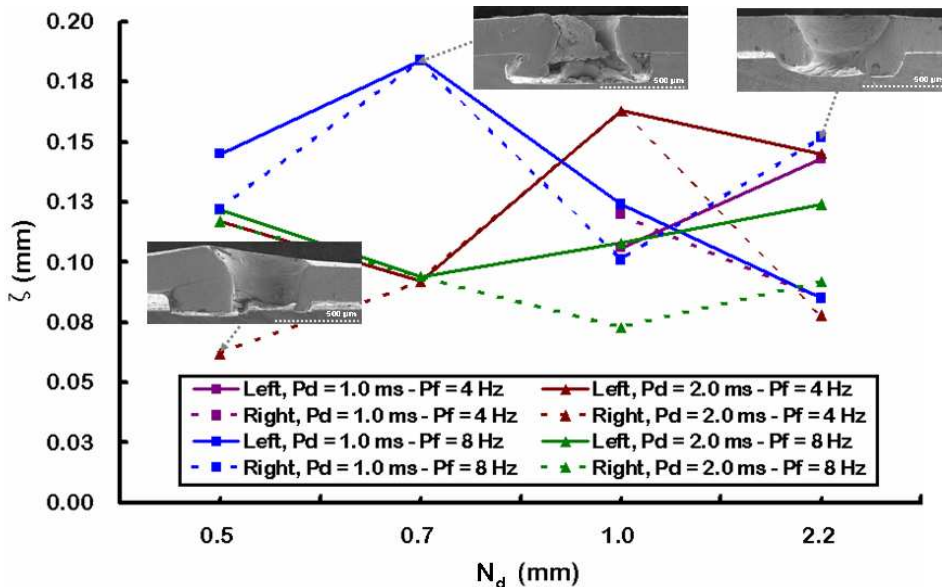 0.20
0.18
0.15
0.13
0.10
0.08
0.05
0.03
0.00
ζ (mm)
500 µm
500 µm
500 µm
Left, Pd = 1.0 ms - Pf = 4 Hz
Left, Pd = 2.0 ms - Pf = 4 Hz
Right, Pd = 1.0 ms - Pf = 4 Hz
Right, Pd = 2.0 ms - Pf = 4 Hz
Left, Pd = 1.0 ms - Pf = 8 Hz
Left, Pd = 2.0 ms - Pf = 8 Hz
Right, Pd = 1.0 ms - Pf = 8 Hz
Right, Pd = 2.0 ms - Pf = 8 Hz
0.5 0.7 1.0 2.2
Nd (mm)